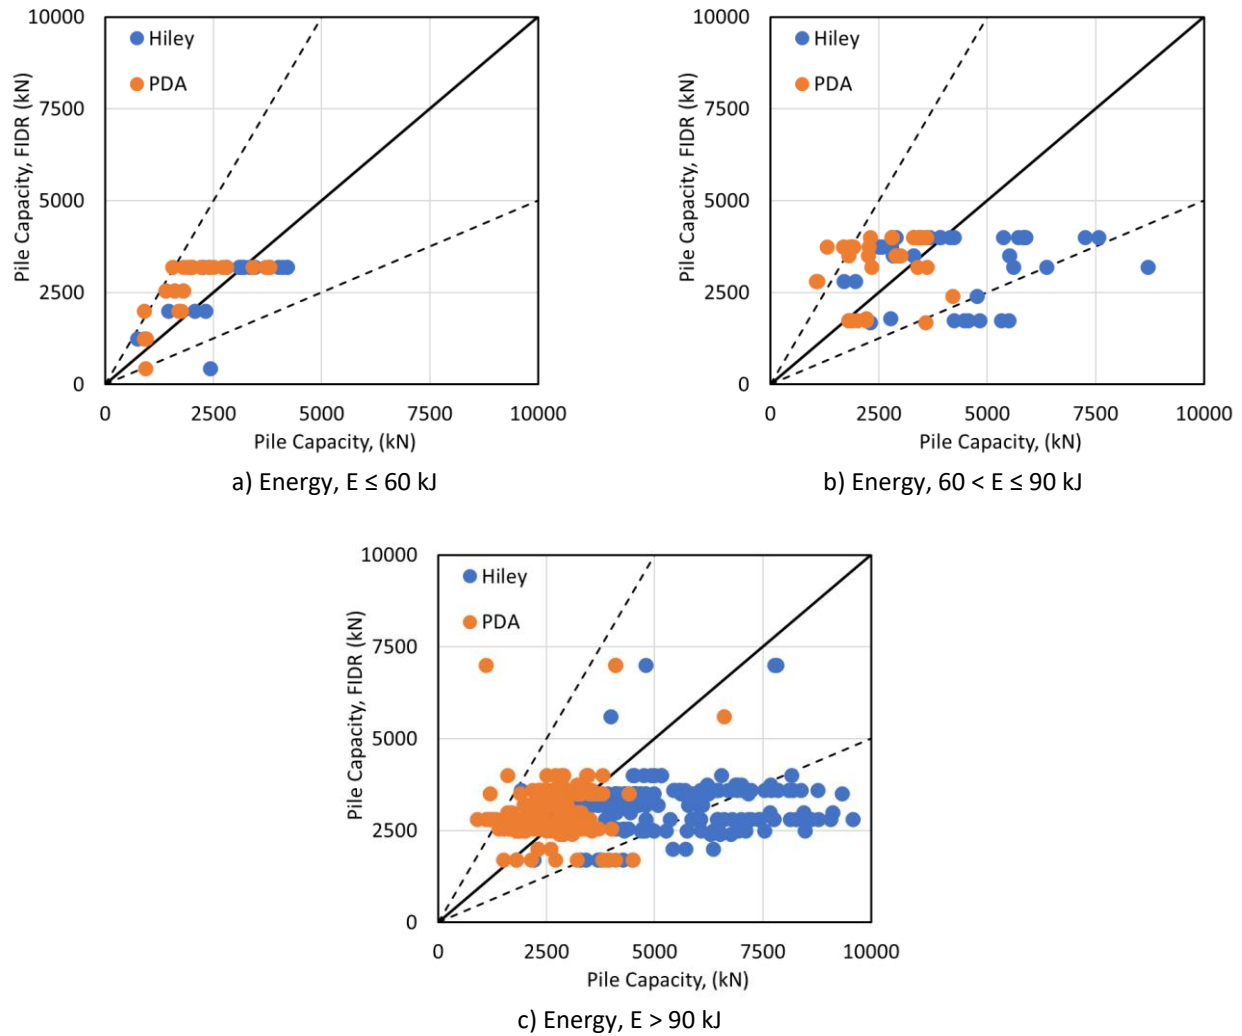 10000
7500
5000
2500
0
Pile Capacity, FIDR (kN)
Hiley
PDA
0 2500 5000 7500 10000
Pile Capacity, (kN)
a) Energy, E ≤ 60 kJ
10000
7500
5000
2500
0
Pile Capacity, FIDR (kN)
Hiley
PDA
0 2500 5000 7500 10000
Pile Capacity, (kN)
b) Energy, 60 < E ≤ 90 kJ
10000
7500
5000
2500
0
Pile Capacity, FIDR (kN)
Hiley
PDA
0 2500 5000 7500 10000
Pile Capacity, (kN)
c) Energy, E > 90 kJ